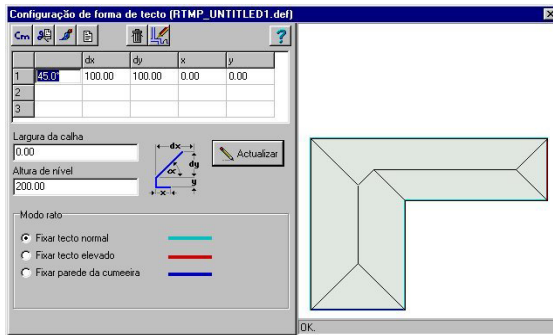 Configuração de forma de tecto (RTMP_UNTITLED1.def)
Cm
?
dx dy x y
1 45.0° 100.00 100.00 0.00 0.00
2
3
Largura da calha
0.00
Altura de nível
200.00
dx
dy
α
y
x
Actualizar
Modo rato
Fixar tecto normal
Fixar tecto elevado
Fixar parede da cumeeira
OK.